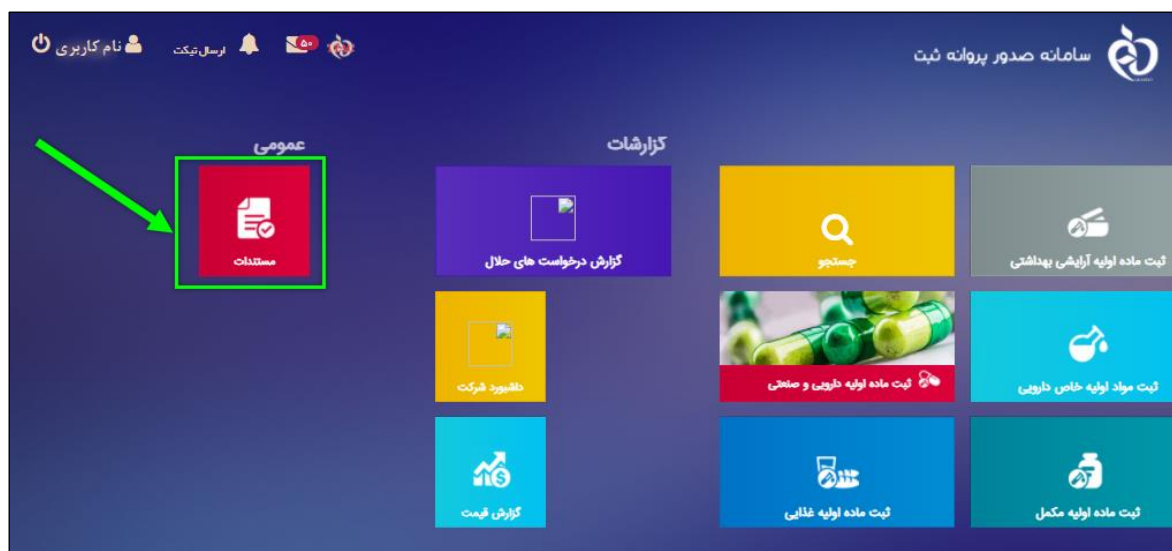 سامانه صدور پروانه ثبت
۵۰
ارسال تیکت
نام کاربری
گزارشات
عمومی
ثبت ماده اولیه آرایشی بهداشتی
جستجو
گزارش درخواست های حلال
مستندات
ثبت مواد اولیه خاص دارویی
ثبت ماده اولیه دارویی و صنعتی
داشبورد شرکت
ثبت ماده اولیه مکمل
ثبت ماده اولیه غذایی
گزارش قیمت